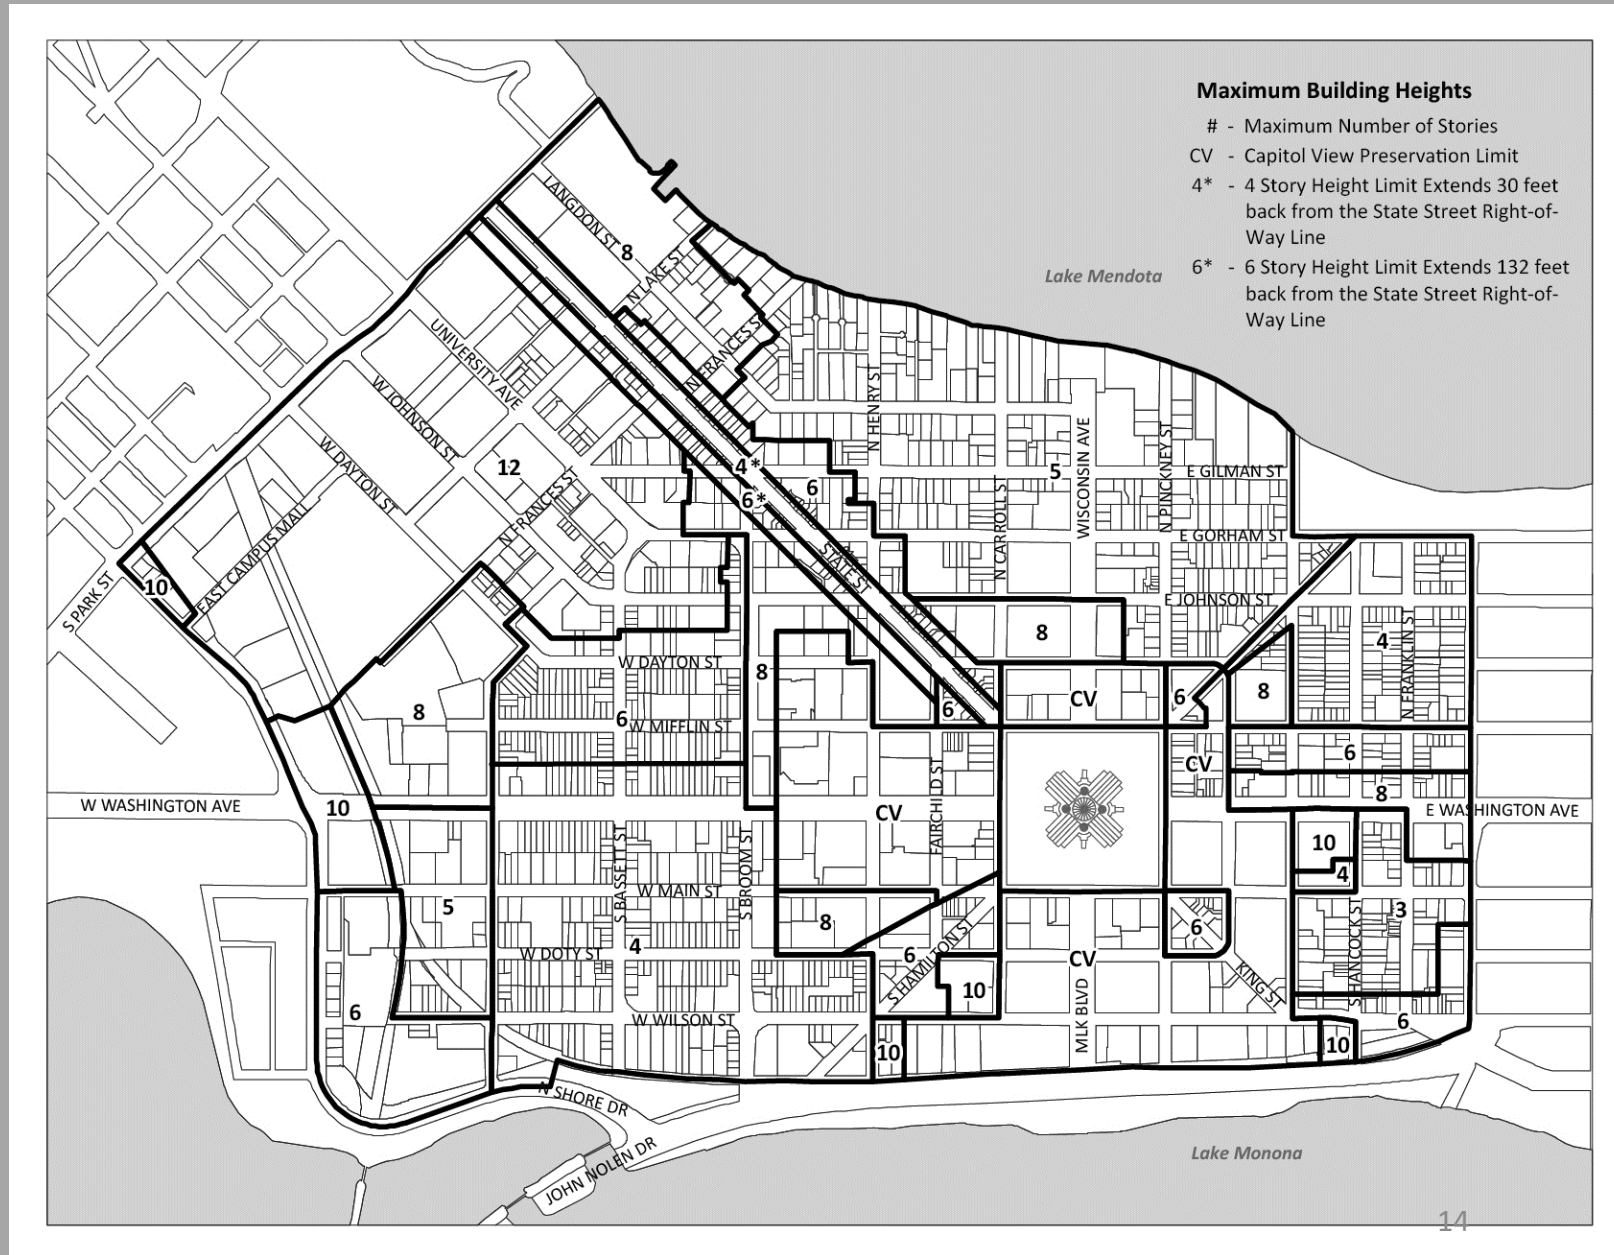 Maximum Building Heights
# - Maximum Number of Stories
CV - Capitol View Preservation Limit
4* - 4 Story Height Limit Extends 30 feet
back from the State Street Right-of-
Way Line
6* - 6 Story Height Limit Extends 132 feet
back from the State Street Right-of-
Way Line
Lake Mendota
LANGDON ST
8
N LAKE ST
UNIVERSITY AVE
N FRANCES S
W JOHNSON ST
N HENRY ST
W DAYTON ST
12
4*
6*
6
5
WISCONSIN AVE
N PINCKNEY ST
E GILMAN ST
N CARROLL ST
N FRANCES S
EAST CAMPUS MALL
E GORHAM ST
STATE ST
10
S PARK ST
E JOHNSON ST
8
4
N FRANKLIN ST
W DAYTON ST
8
8
6
W MIFFLIN ST
6
CV
6
8
6
CV
8
W WASHINGTON AVE
10
CV
FAIRCHILD ST
E WASHINGTON AVE
10
4
S BASSETT ST
S BROOM ST
W MAIN ST
5
8
6
3
S HANCOCK ST
W DOTY ST
4
6
S HAMILTON ST
CV
KING ST
10
6
W WILSON ST
MLK BLVD
6
10
10
N SHORE DR
JOHN NOLEN DR
Lake Monona
14